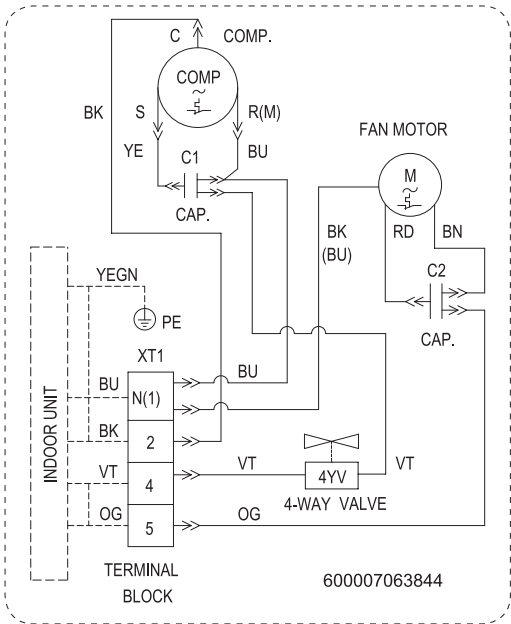 C
COMP.
COMP
~
BK
S
R(M)
YE
C1
BU
CAP.
FAN MOTOR
M
~
RD
BN
BK
(BU)
C2
CAP.
YEGN
PE
XT1
INDOOR UNIT
BU
N(1)
BU
BK
2
VT
4
VT
4YV
VT
4-WAY VALVE
OG
5
OG
TERMINAL
BLOCK
600007063844